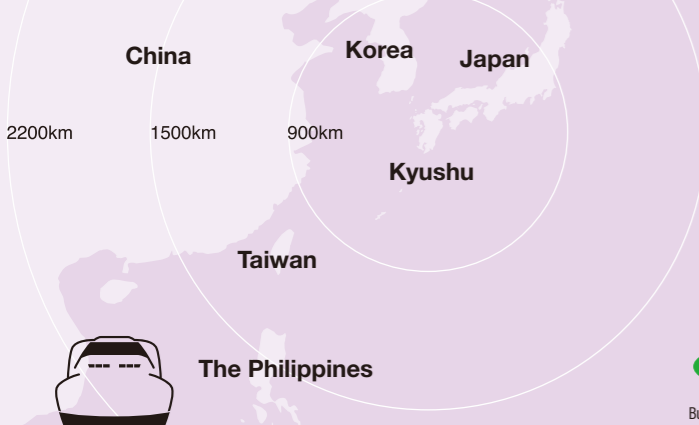 China
Korea
Japan
2200km
1500km
900km
Kyushu
Taiwan
The Philippines